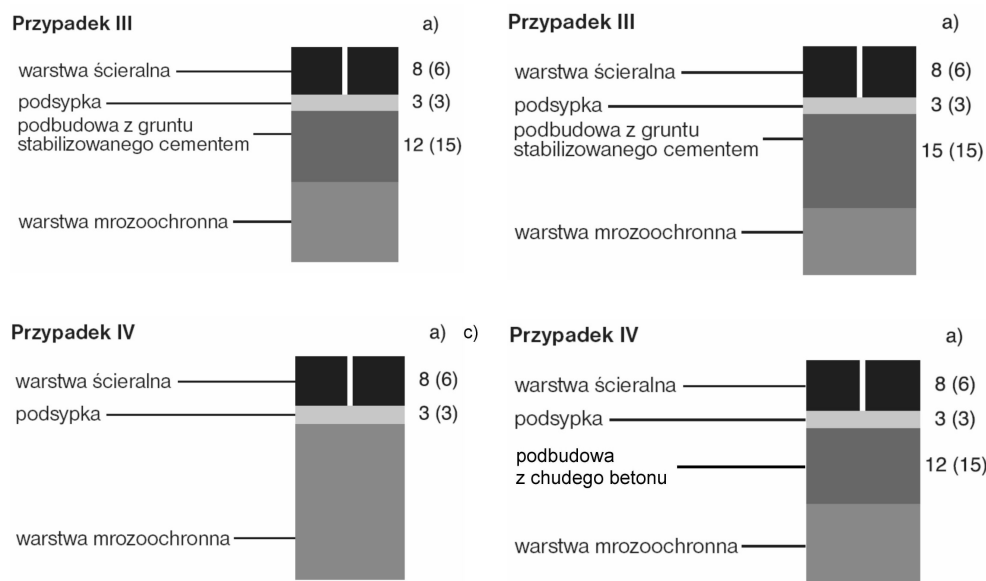 Przypadek III a)
warstwa ścieralna 8 (6)
podsypka 3 (3)
podbudowa z gruntu
stabilizowanego cementem 12 (15)
warstwa mrozoochronna
Przypadek III a)
warstwa ścieralna 8 (6)
podsypka 3 (3)
podbudowa z gruntu
stabilizowanego cementem 15 (15)
warstwa mrozoochronna
Przypadek IV a) c)
warstwa ścieralna 8 (6)
podsypka 3 (3)
warstwa mrozoochronna
Przypadek IV a)
warstwa ścieralna 8 (6)
podsypka 3 (3)
podbudowa
z chudego betonu 12 (15)
warstwa mrozoochronna